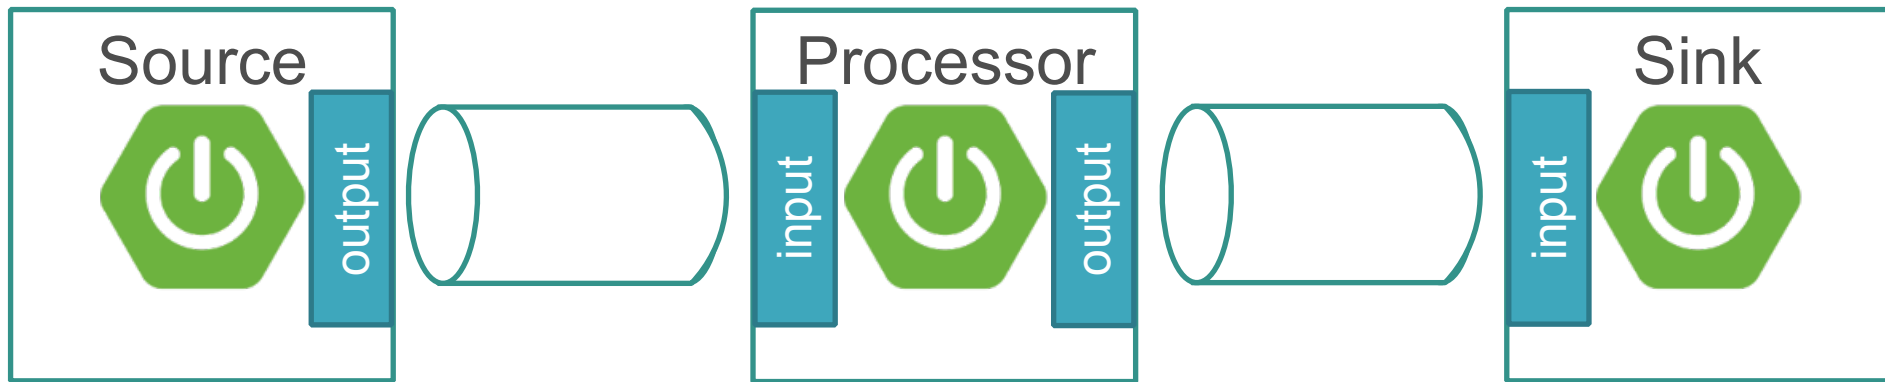 Source
output
Processor
input
output
Sink
input